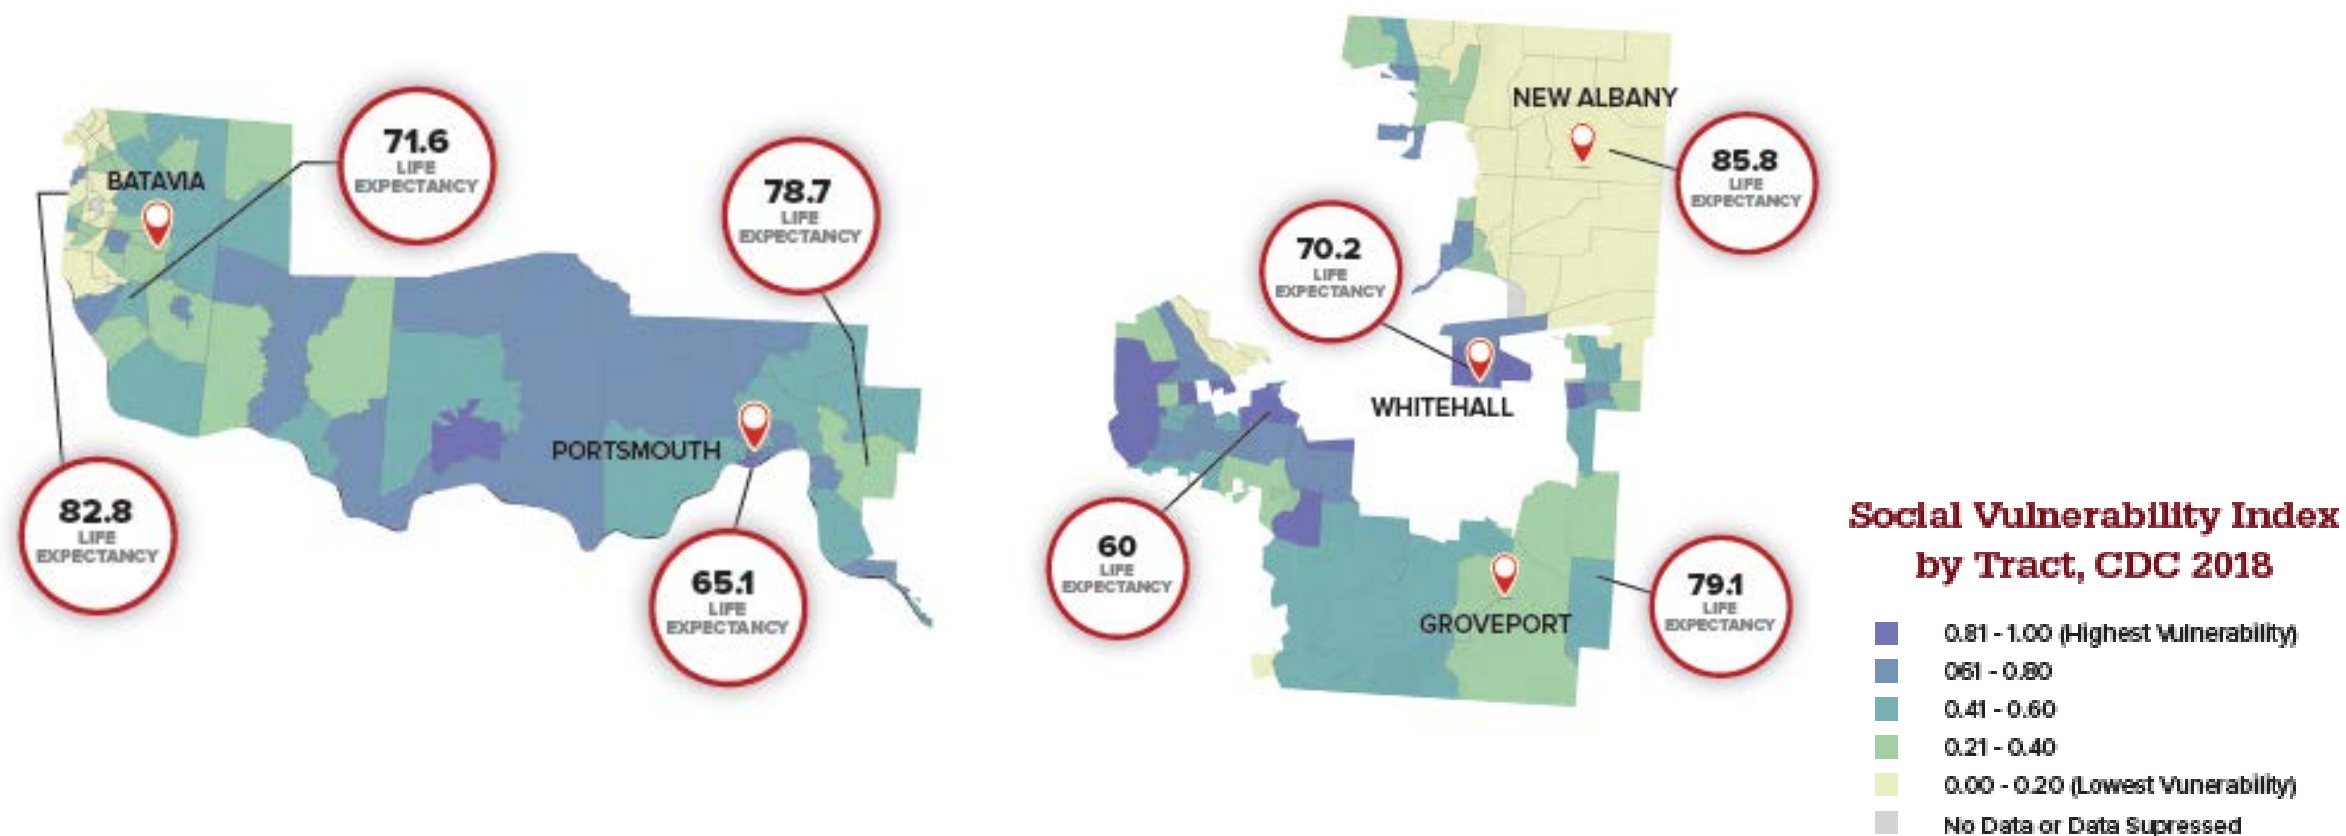 BATAVIA
71.6
LIFE
EXPECTANCY
78.7
LIFE
EXPECTANCY
82.8
LIFE
EXPECTANCY
PORTSMOUTH
65.1
LIFE
EXPECTANCY
NEW ALBANY
85.8
LIFE
EXPECTANCY
70.2
LIFE
EXPECTANCY
WHITEHALL
60
LIFE
EXPECTANCY
GROVEPORT
79.1
LIFE
EXPECTANCY
Social Vulnerability Index
by Tract, CDC 2018
0.81 - 1.00 (Highest Vulnerability)
061 - 0.80
0.41 - 0.60
0.21 - 0.40
0.00 - 0.20 (Lowest Vunerability)
No Data or Data Supressed